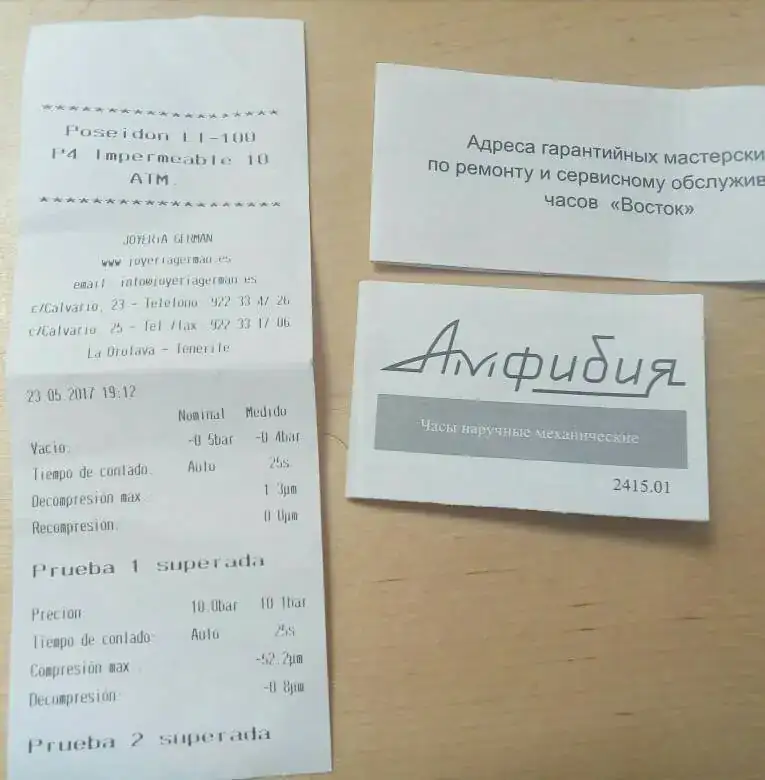 *******************
Poseidon LT-100
P4 Impermeable 10
ATM.
*******************
JOYERiA GERMAN
www.joyeriagerman.es
email: info@joyeriagerman.es
c/Calvario, 23 - Telefono: 922 33 47 26
c/Calvario, 25 - Tel./fax: 922 33 17 06
La Orotava - Tenerife
23.05.2017 19:12
Nominal Medido
Vacio: -0.5bar -0.4bar
Tiempo de contado: Auto 25s
Decompresión max.: 1.3µm
Recompresión: 0.0µm
Prueba 1 superada
Precion: 10.0bar 10.1bar
Tiempo de contado: Auto 25s
Compresión max.: -52.2µm
Decompresión: -0.8µm
Prueba 2 superada
Адреса гарантийных мастерски
по ремонту и сервисному обслужив
часов «Восток»
Амфибия
Часы наручные механические
2415.01